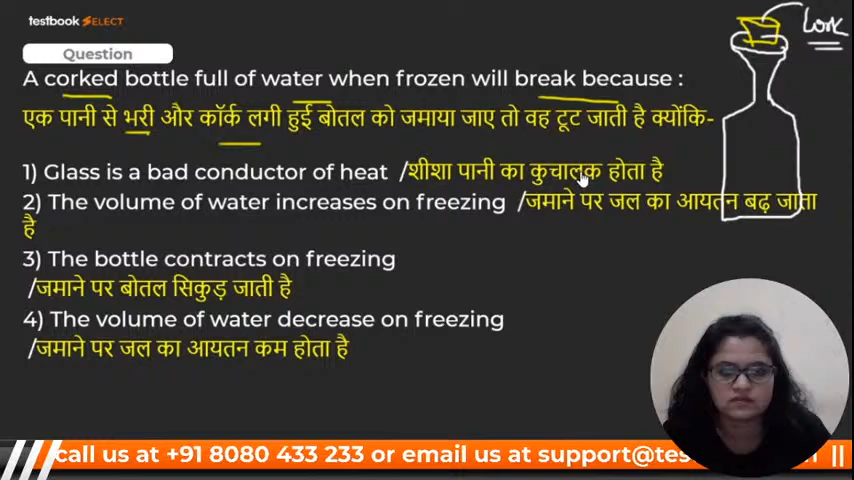 testbook SELECT
Cork
Question
A corked bottle full of water when frozen will break because :
एक पानी से भरी और कॉर्क लगी हुई बोतल को जमाया जाए तो वह टूट जाती है क्योंकि-
1) Glass is a bad conductor of heat /शीशा पानी का कुचालक होता है
2) The volume of water increases on freezing /जमाने पर जल का आयतन बढ़ जाता
है
3) The bottle contracts on freezing
/जमाने पर बोतल सिकुड़ जाती है
4) The volume of water decrease on freezing
/जमाने पर जल का आयतन कम होता है
call us at +91 8080 433 233 or email us at support@tes ||